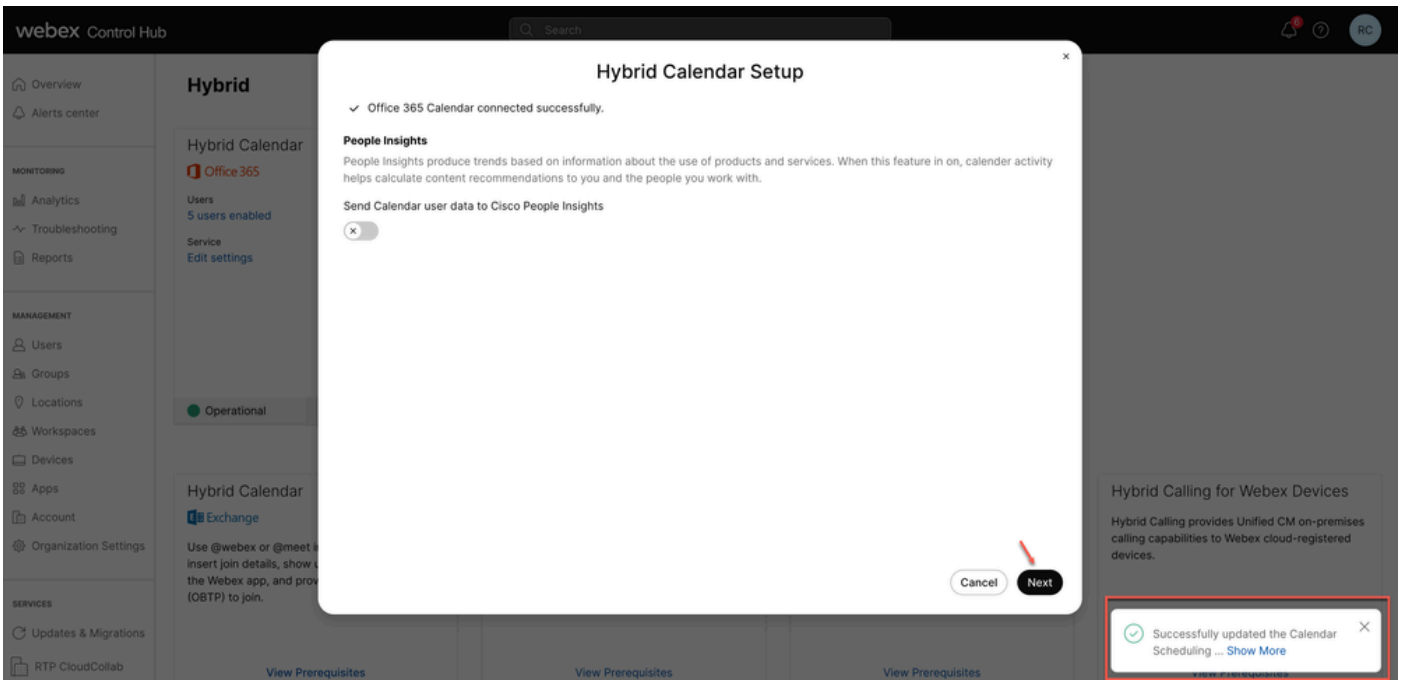 webex Control Hub
Search
6
RC
Overview
Alerts center
MONITORING
Analytics
Troubleshooting
Reports
MANAGEMENT
Users
Groups
Locations
Workspaces
Devices
Apps
Account
Organization Settings
SERVICES
Updates & Migrations
RTP CloudCollab
Hybrid
Hybrid Calendar
Office 365
Users
5 users enabled
Service
Edit settings
Operational
Hybrid Calendar
Exchange
Use @webex or @meet
insert join details, show
the Webex app, and
(OBTP) to join.
View Prerequisites
Hybrid Calendar Setup
Office 365 Calendar connected successfully.
People Insights
People Insights produce trends based on information about the use of products and services. When this feature in on, calender activity
helps calculate content recommendations to you and the people you work with.
Send Calendar user data to Cisco People Insights
Cancel
Next
View Prerequisites
View Prerequisites
Hybrid Calling for Webex Devices
Hybrid Calling provides Unified CM on-premises
calling capabilities to Webex cloud-registered
devices.
Successfully updated the Calendar
Scheduling ... Show More
View Prerequisites